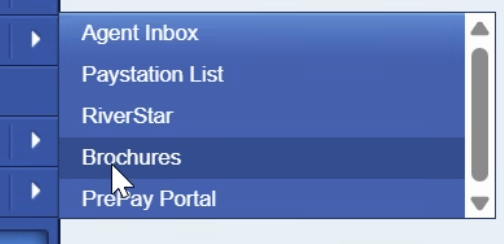 Agent Inbox
Paystation List
RiverStar
Brochures
PrePay Portal